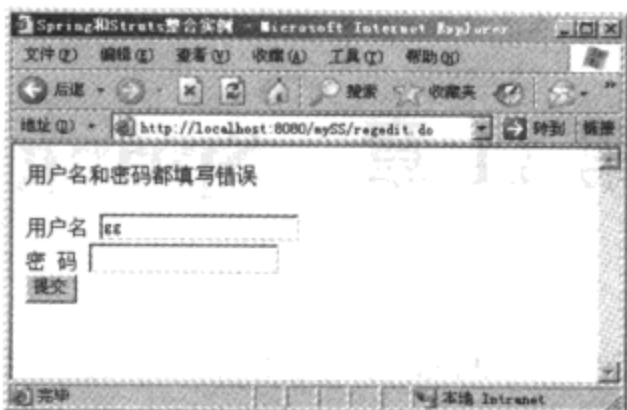 Spring和Struts整合实例 - Microsoft Internet Explorer
文件(F) 编辑(E) 查看(V) 收藏(A) 工具(T) 帮助(H)
后退 搜索 收藏夹 »
地址(D) http://localhost:8080/mySS/regedit.do 转到 链接
用户名和密码都填写错误
用户名 gg
密 码
提交
完毕 本地 Intranet